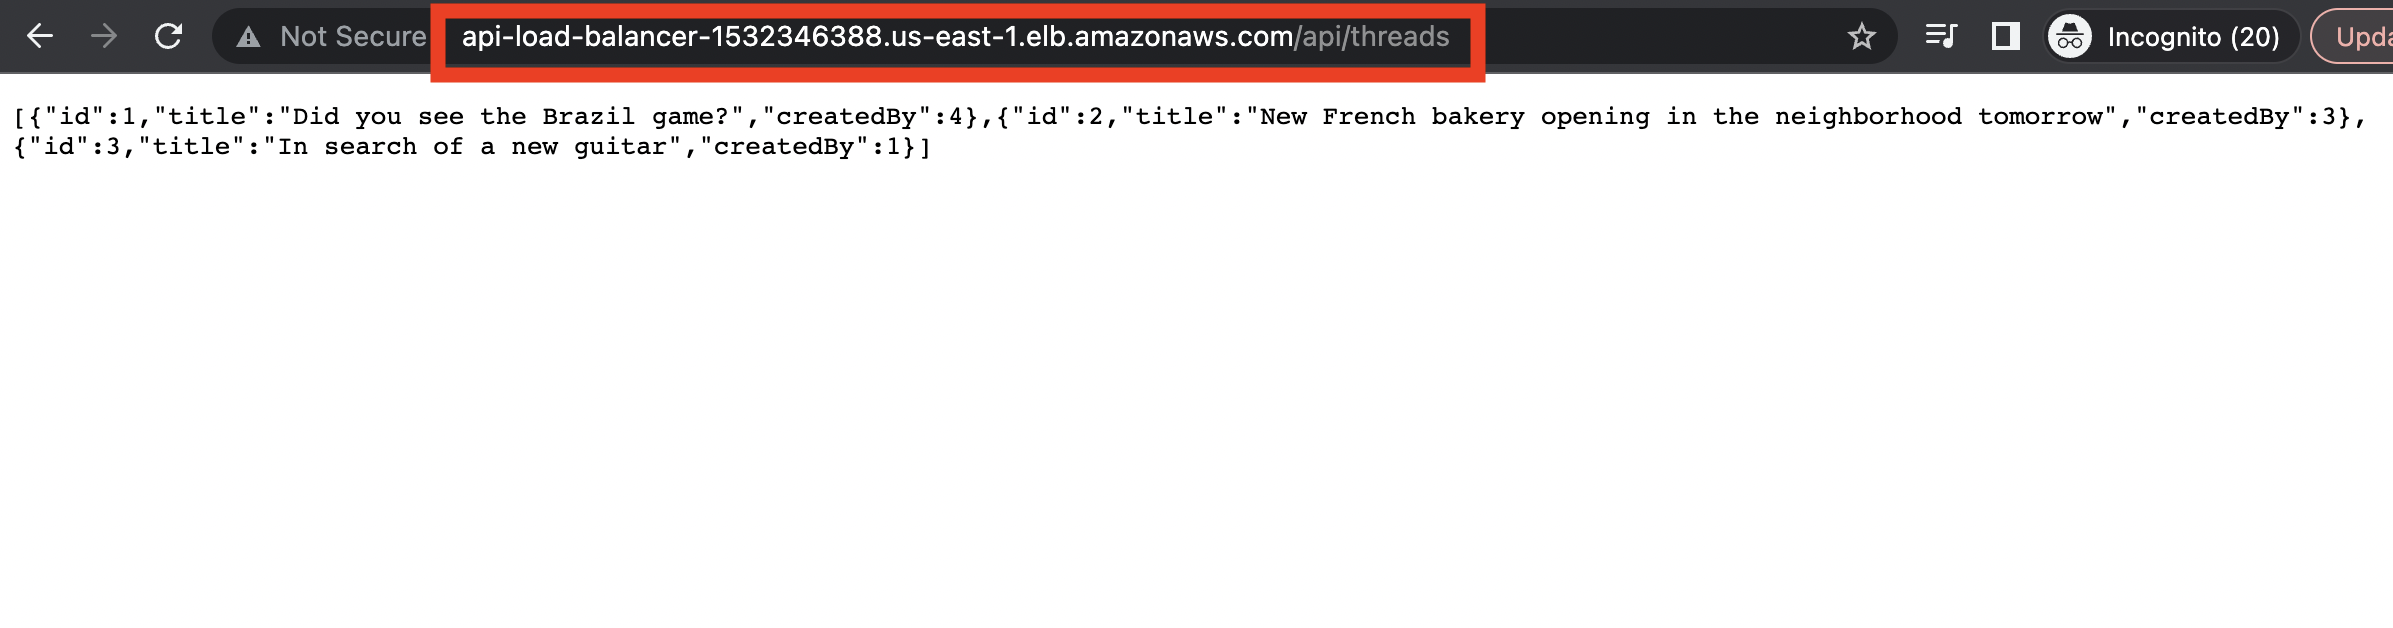 Not Secure api-load-balancer-1532346388.us-east-1.elb.amazonaws.com/api/threads Incognito (20) Upda
[{"id":1,"title":"Did you see the Brazil game?","createdBy":4},{"id":2,"title":"New French bakery opening in the neighborhood tomorrow","createdBy":3},
{"id":3,"title":"In search of a new guitar","createdBy":1}]